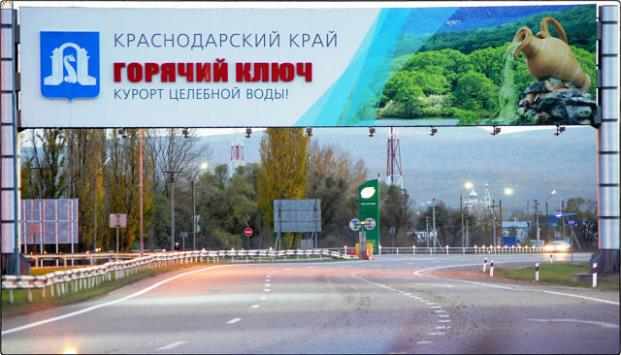 КРАСНОДАРСКИЙ КРАЙ
ГОРЯЧИЙ КЛЮЧ
КУРОРТ ЦЕЛЕБНОЙ ВОДЫ!